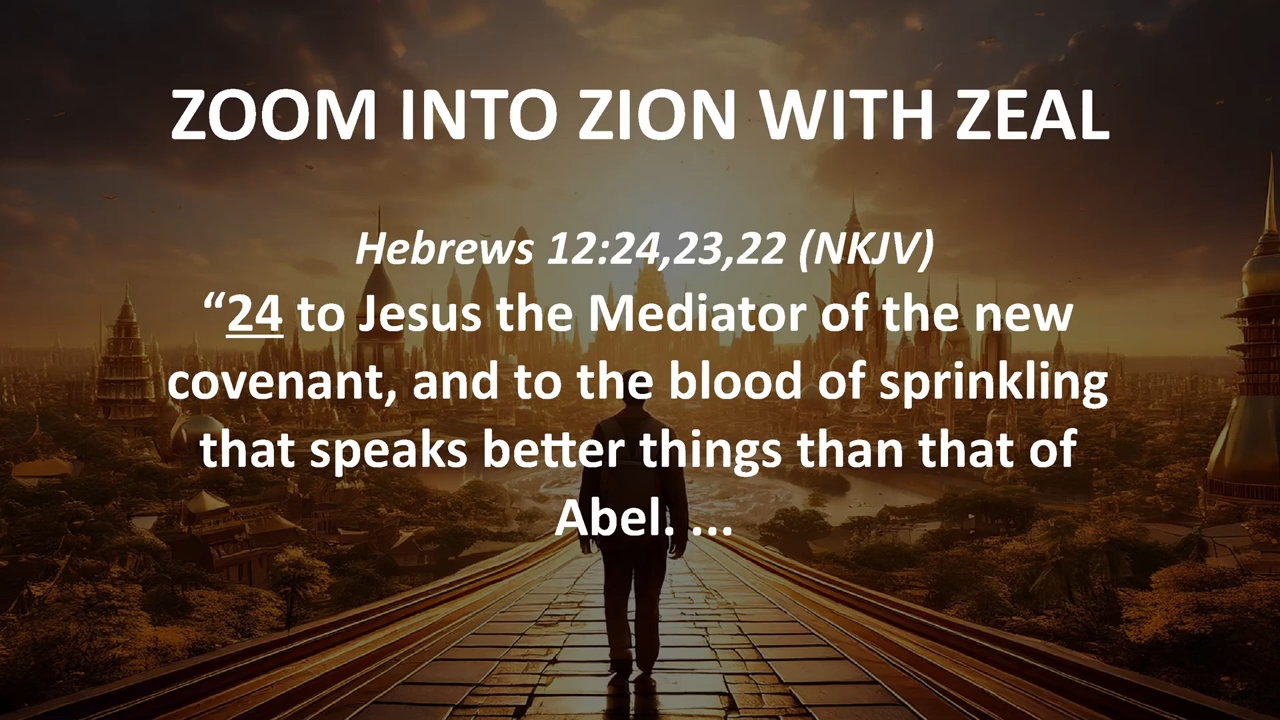 ZOOM INTO ZION WITH ZEAL
Hebrews 12:24,23,22 (NKJV)
“24 to Jesus the Mediator of the new
covenant, and to the blood of sprinkling
that speaks better things than that of
Abel. ...